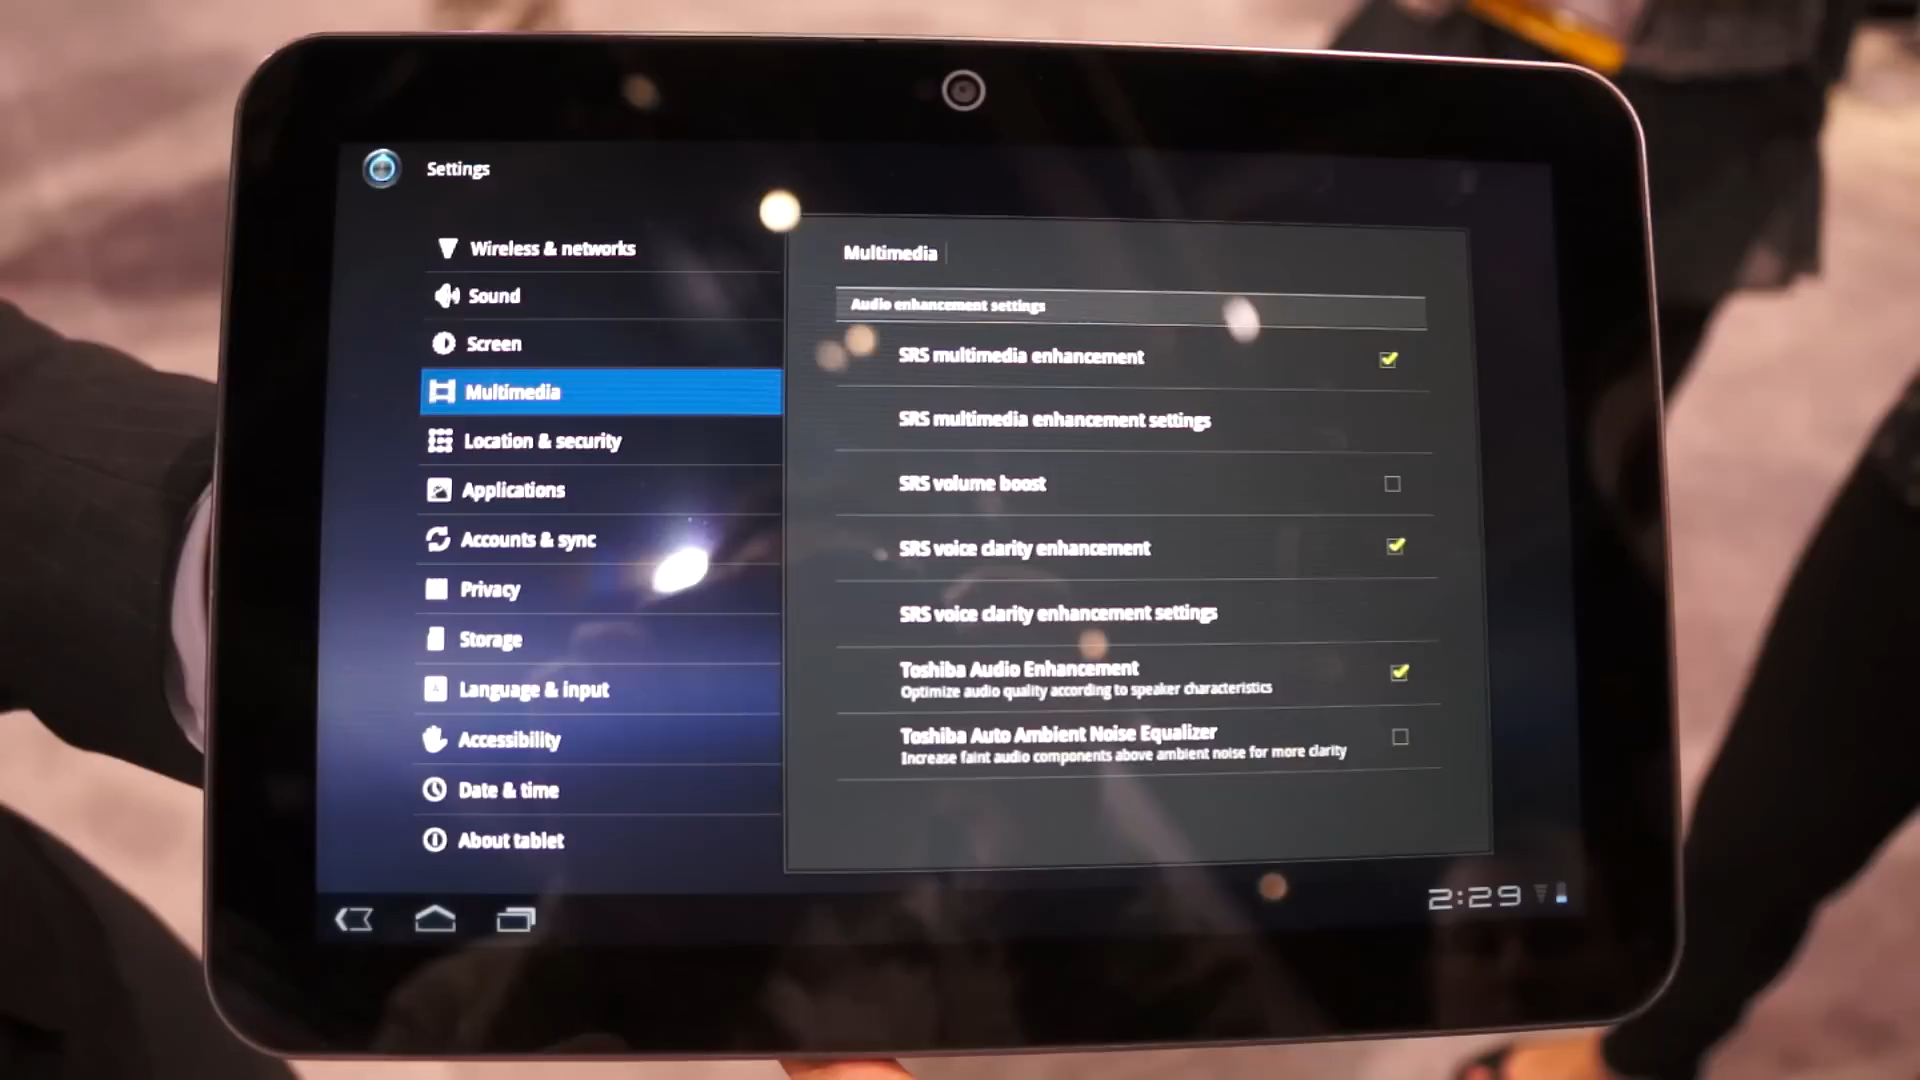 Settings
Wireless & networks
Sound
Screen
Multimedia
Location & security
Applications
Accounts & sync
Privacy
Storage
Language & input
Accessibility
Date & time
About tablet
Multimedia
Audio enhancement settings
SRS multimedia enhancement
SRS multimedia enhancement settings
SRS volume boost
SRS voice clarity enhancement
SRS voice clarity enhancement settings
Toshiba Audio Enhancement
Optimize audio quality according to speaker characteristics
Toshiba Auto Ambient Noise Equalizer
Increase faint audio components above ambient noise for more clarity
2:29